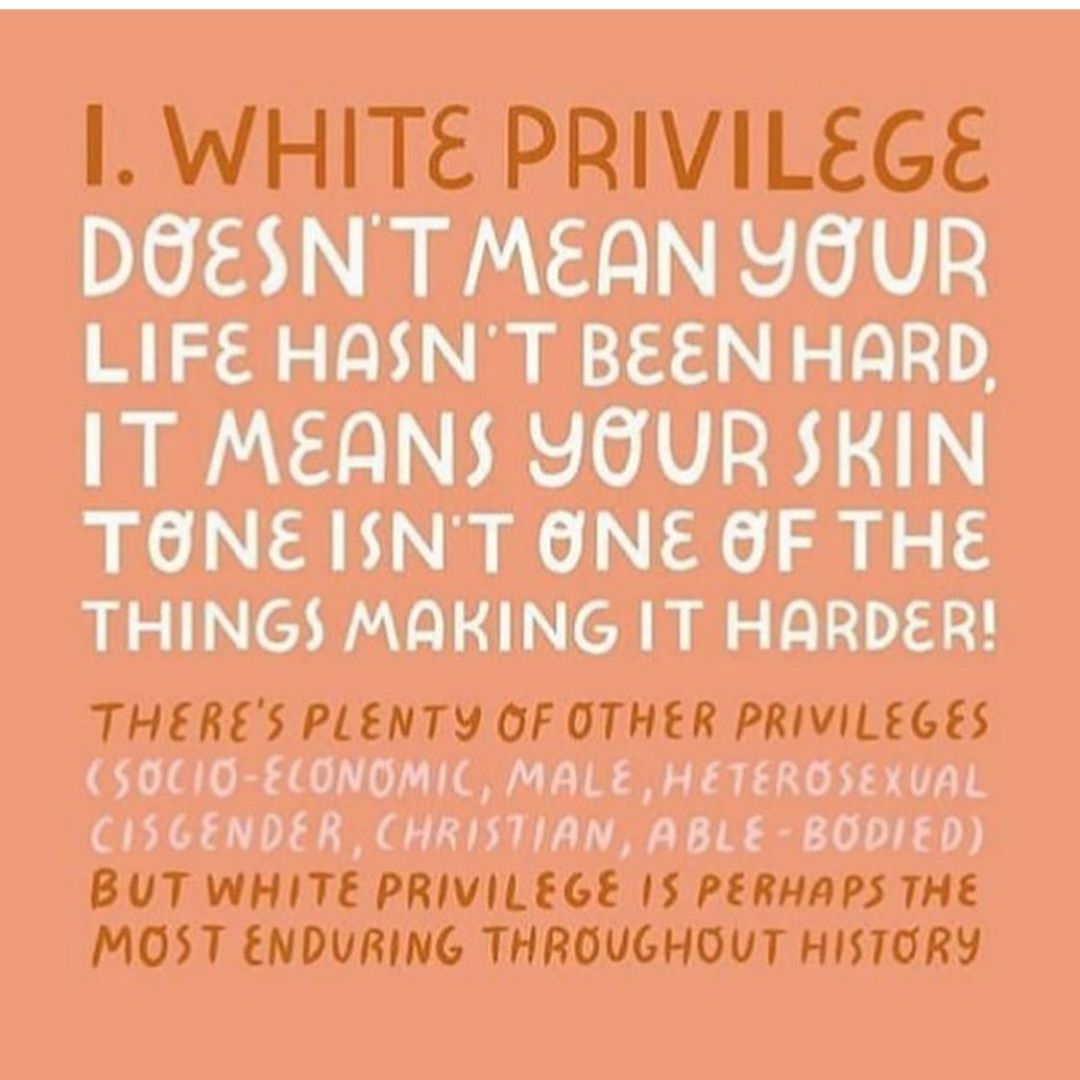 1. WHITE PRIVILEGE
DOESN'T MEAN YOUR
LIFE HASN'T BEEN HARD,
IT MEANS YOUR SKIN
TONE ISN'T ONE OF THE
THINGS MAKING IT HARDER!
THERE'S PLENTY OF OTHER PRIVILEGES
(SOCIO-ECONOMIC, MALE, HETEROSEXUAL
CISGENDER, CHRISTIAN, ABLE-BODIED)
BUT WHITE PRIVILEGE IS PERHAPS THE
MOST ENDURING THROUGHOUT HISTORY